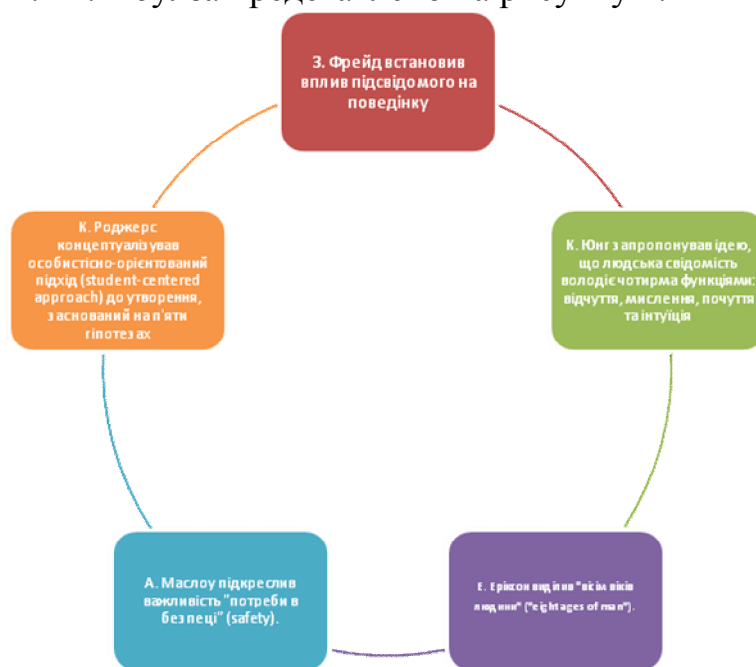 З. Фрейд встановив
вплив підсвідомого на
поведінку
К. Юнг запропонував ідею,
що людська свідомість
володіє чотирма функціями:
відчуття, мислення, почуття
та інтуїція
Е. Еріксон виділив "вісім віків
людини" ("eight ages of man").
А. Маслоу підкреслив
важливість "потреби в
безпеці" (safety).
К. Роджерс
концептуалізував
особистісно-орієнтований
підхід (student-centered
approach) до утворення,
заснований на п'яти
гіпотезах